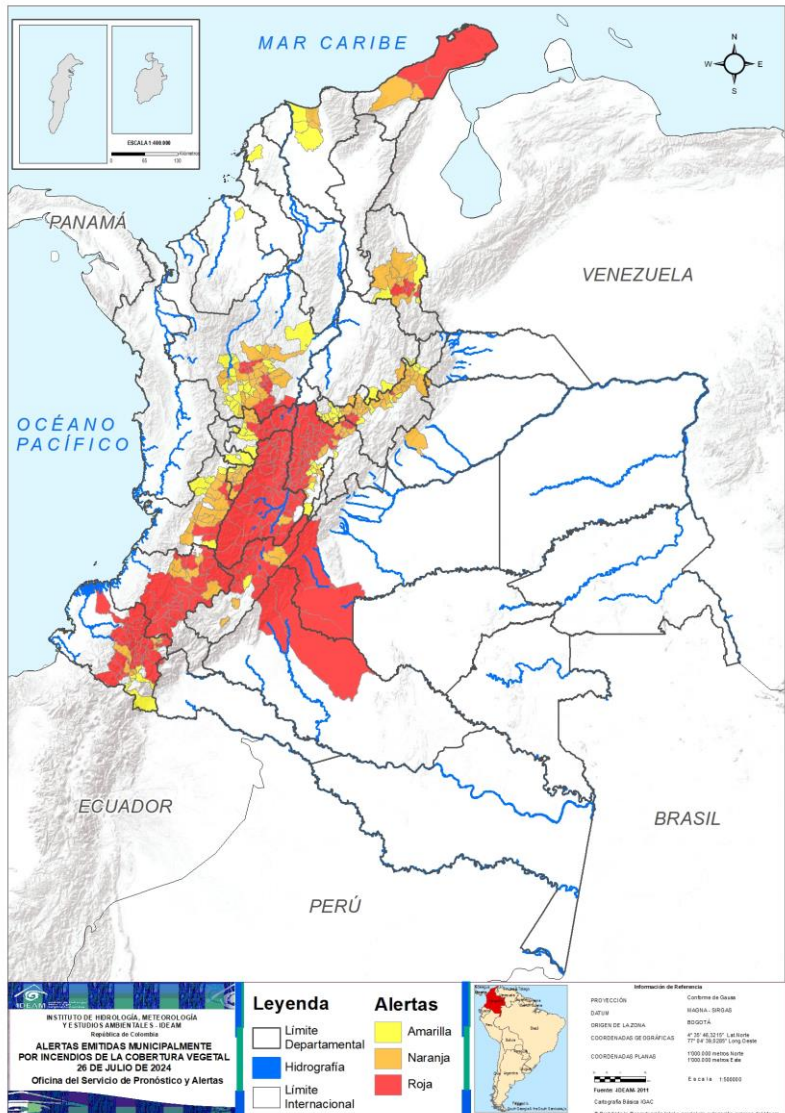 MAR CARIBE
N
W
E
S
ESCALA 1:400.000
0
65
130
PANAMÁ
VENEZUELA
OCÉANO
PACÍFICO
ECUADOR
BRASIL
PERÚ
IDEAM
INSTITUTO DE HIDROLOGÍA, METEOROLOGÍA
Y ESTUDIOS AMBIENTALES - IDEAM
República de Colombia
ALERTAS EMITIDAS MUNICIPALMENTE
POR INCENDIOS DE LA COBERTURA VEGETAL
26 DE JULIO DE 2024
Oficina del Servicio de Pronóstico y Alertas
Leyenda
Límite
Departamental
Hidrografía
Límite
Internacional
Alertas
Amarilla
Naranja
Roja
Información de Referencia
PROYECCIÓN Conforme de Gauss
DATUM MAGNA - SIRGAS
ORIGEN DE LA ZONA BOGOTÁ
COORDENADAS GEOGRÁFICAS
COORDENADAS PLANAS 1'000.000 metros Norte
1'000.000 metros Este
Escala 1:500000
Fuente: IDEAM- 2011
Cartografía Básica IGAC